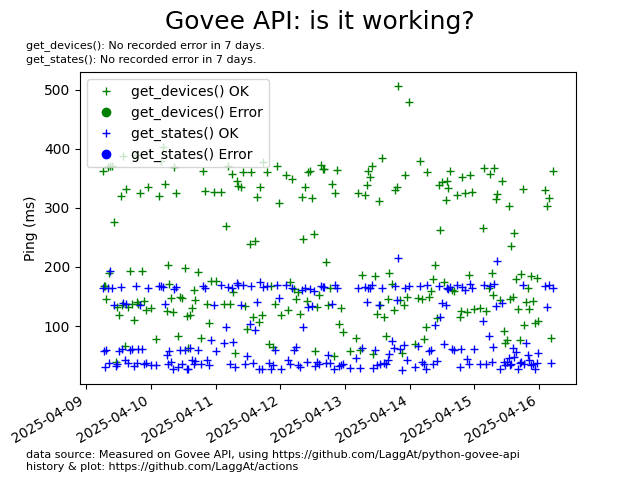 Govee API: is it working?
get_devices(): No recorded error in 7 days.
get_states(): No recorded error in 7 days.
get_devices() OK
get_devices() Error
get_states() OK
get_states() Error
Ping (ms)
500
400
300
200
100
2025-04-09
2025-04-10
2025-04-11
2025-04-12
2025-04-13
2025-04-14
2025-04-15
2025-04-16
data source: Measured on Govee API, using https://github.com/LaggAt/python-govee-api
history & plot: https://github.com/LaggAt/actions